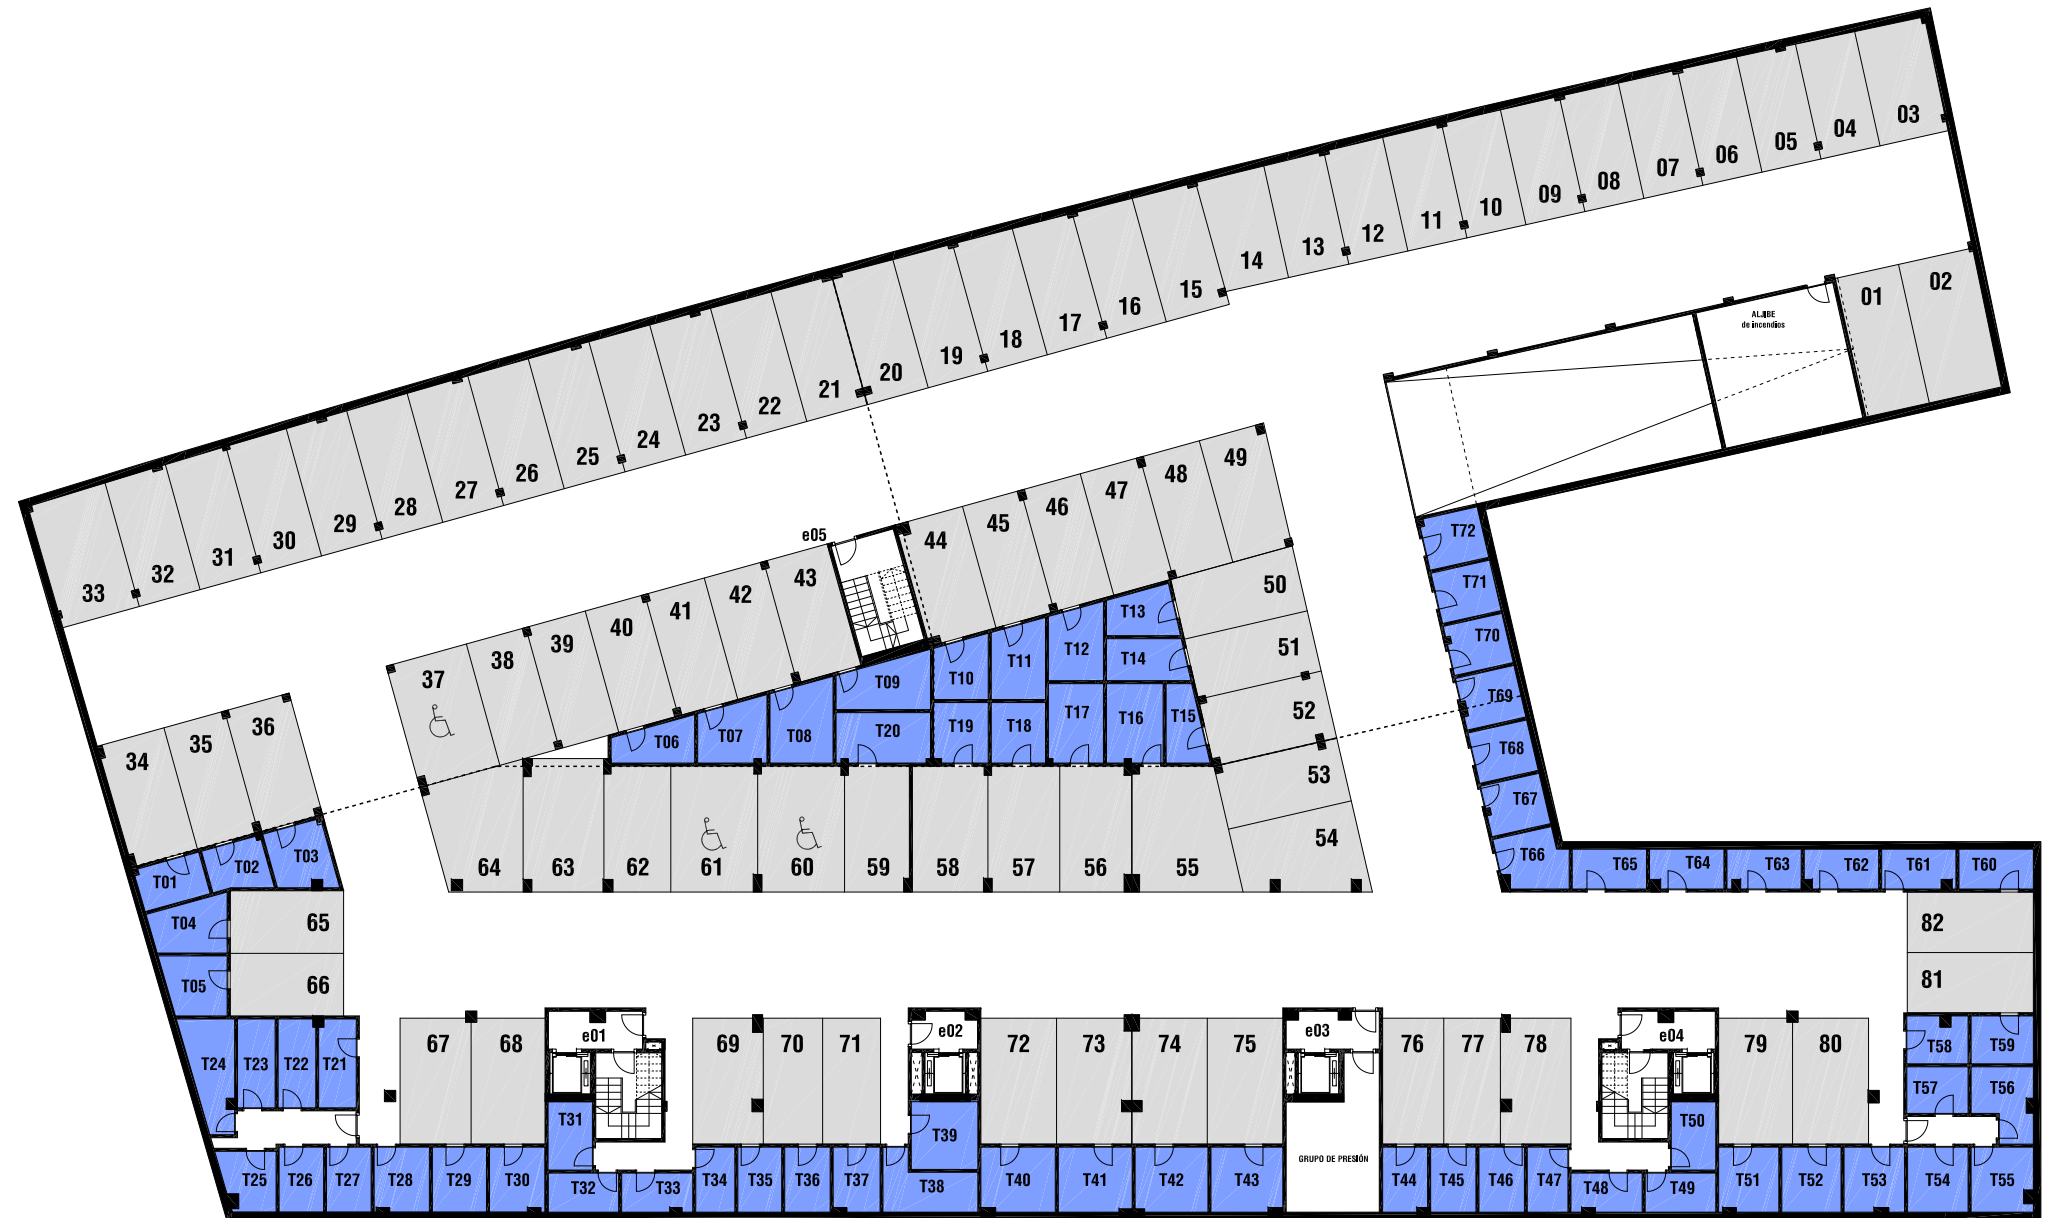 03
04
05
06
07
08
09
10
11
12
13
14
15
16
17
18
19
20
21
22
23
24
25
26
27
28
29
30
31
32
33
01
02
ALJIBE
de incendios
34
35
36
37
38
39
40
41
42
43
e05
44
45
46
47
48
49
50
51
52
53
54
55
56
57
58
59
60
61
62
63
64
T06
T07
T08
T09
T10
T11
T12
T13
T14
T15
T16
T17
T18
T19
T20
T72
T71
T70
T69
T68
T67
T66
T65
T64
T63
T62
T61
T60
T01
T02
T03
T04
T05
65
66
82
81
T24
T23
T22
T21
67
68
e01
69
70
71
e02
72
73
74
75
e03
76
77
78
e04
79
80
T58
T59
T57
T56
T31
T39
T50
GRUPO DE PRESIÓN
T25
T26
T27
T28
T29
T30
T32
T33
T34
T35
T36
T37
T38
T40
T41
T42
T43
T44
T45
T46
T47
T48
T49
T51
T52
T53
T54
T55